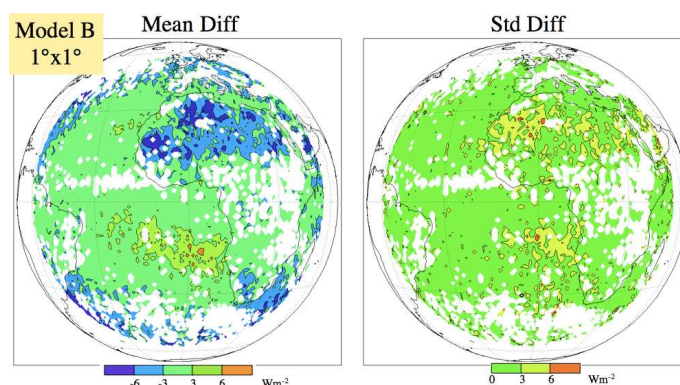 Model B
1°x1°
Mean Diff
Std Diff
-6 -3 3 6 Wm-2
0 3 6 Wm-2